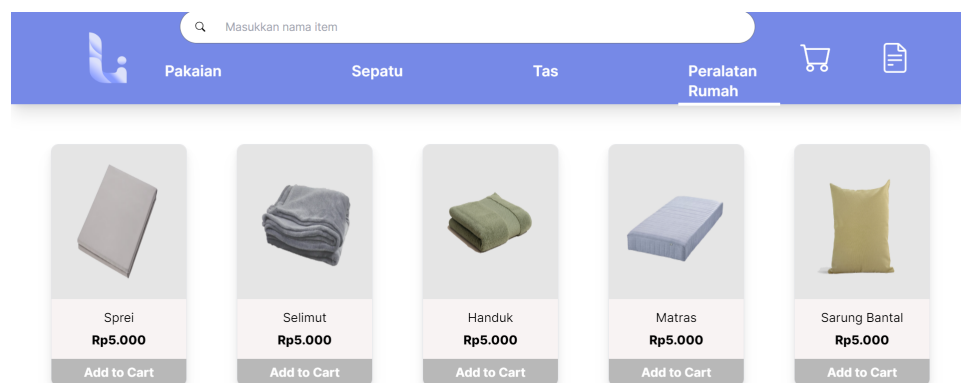 Masukkan nama item
Pakaian
Sepatu
Tas
Peralatan
Rumah
Sprei
Rp5.000
Add to Cart
Selimut
Rp5.000
Add to Cart
Handuk
Rp5.000
Add to Cart
Matras
Rp5.000
Add to Cart
Sarung Bantal
Rp5.000
Add to Cart